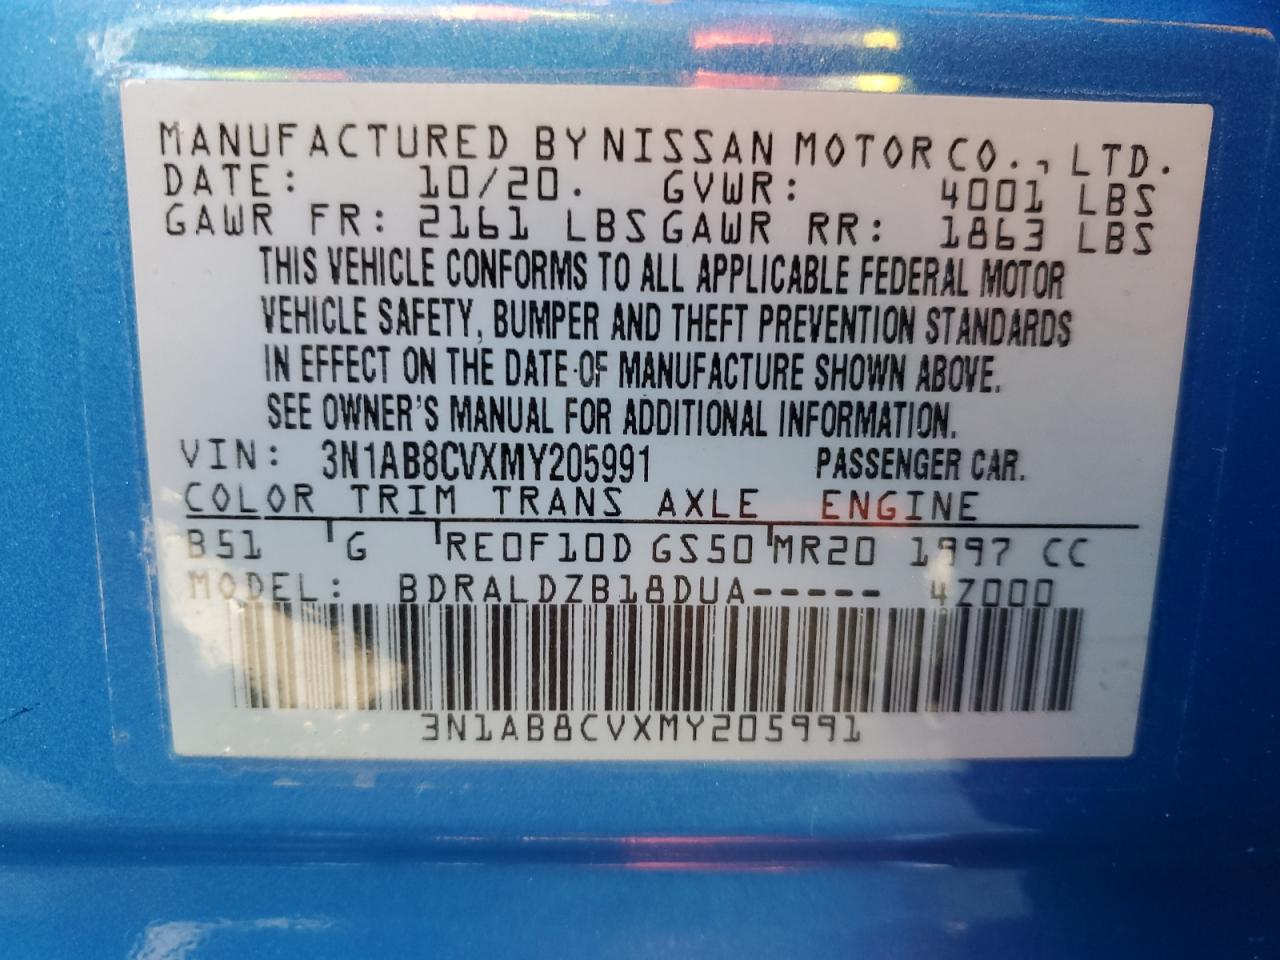 MANUFACTURED BY NISSAN MOTOR CO., LTD.
DATE: 10/20. GVWR: 4001 LBS
GAWR FR: 2161 LBS GAWR RR: 1863 LBS
THIS VEHICLE CONFORMS TO ALL APPLICABLE FEDERAL MOTOR
VEHICLE SAFETY, BUMPER AND THEFT PREVENTION STANDARDS
IN EFFECT ON THE DATE OF MANUFACTURE SHOWN ABOVE.
SEE OWNER'S MANUAL FOR ADDITIONAL INFORMATION.
VIN: 3N1AB8CVXMY205991 PASSENGER CAR.
COLOR TRIM TRANS AXLE ENGINE
B51 G RE0F10D GS50 MR20 1997 CC
MODEL: BDRALDZB18DUA----- 4Z000
3N1AB8CVXMY205991